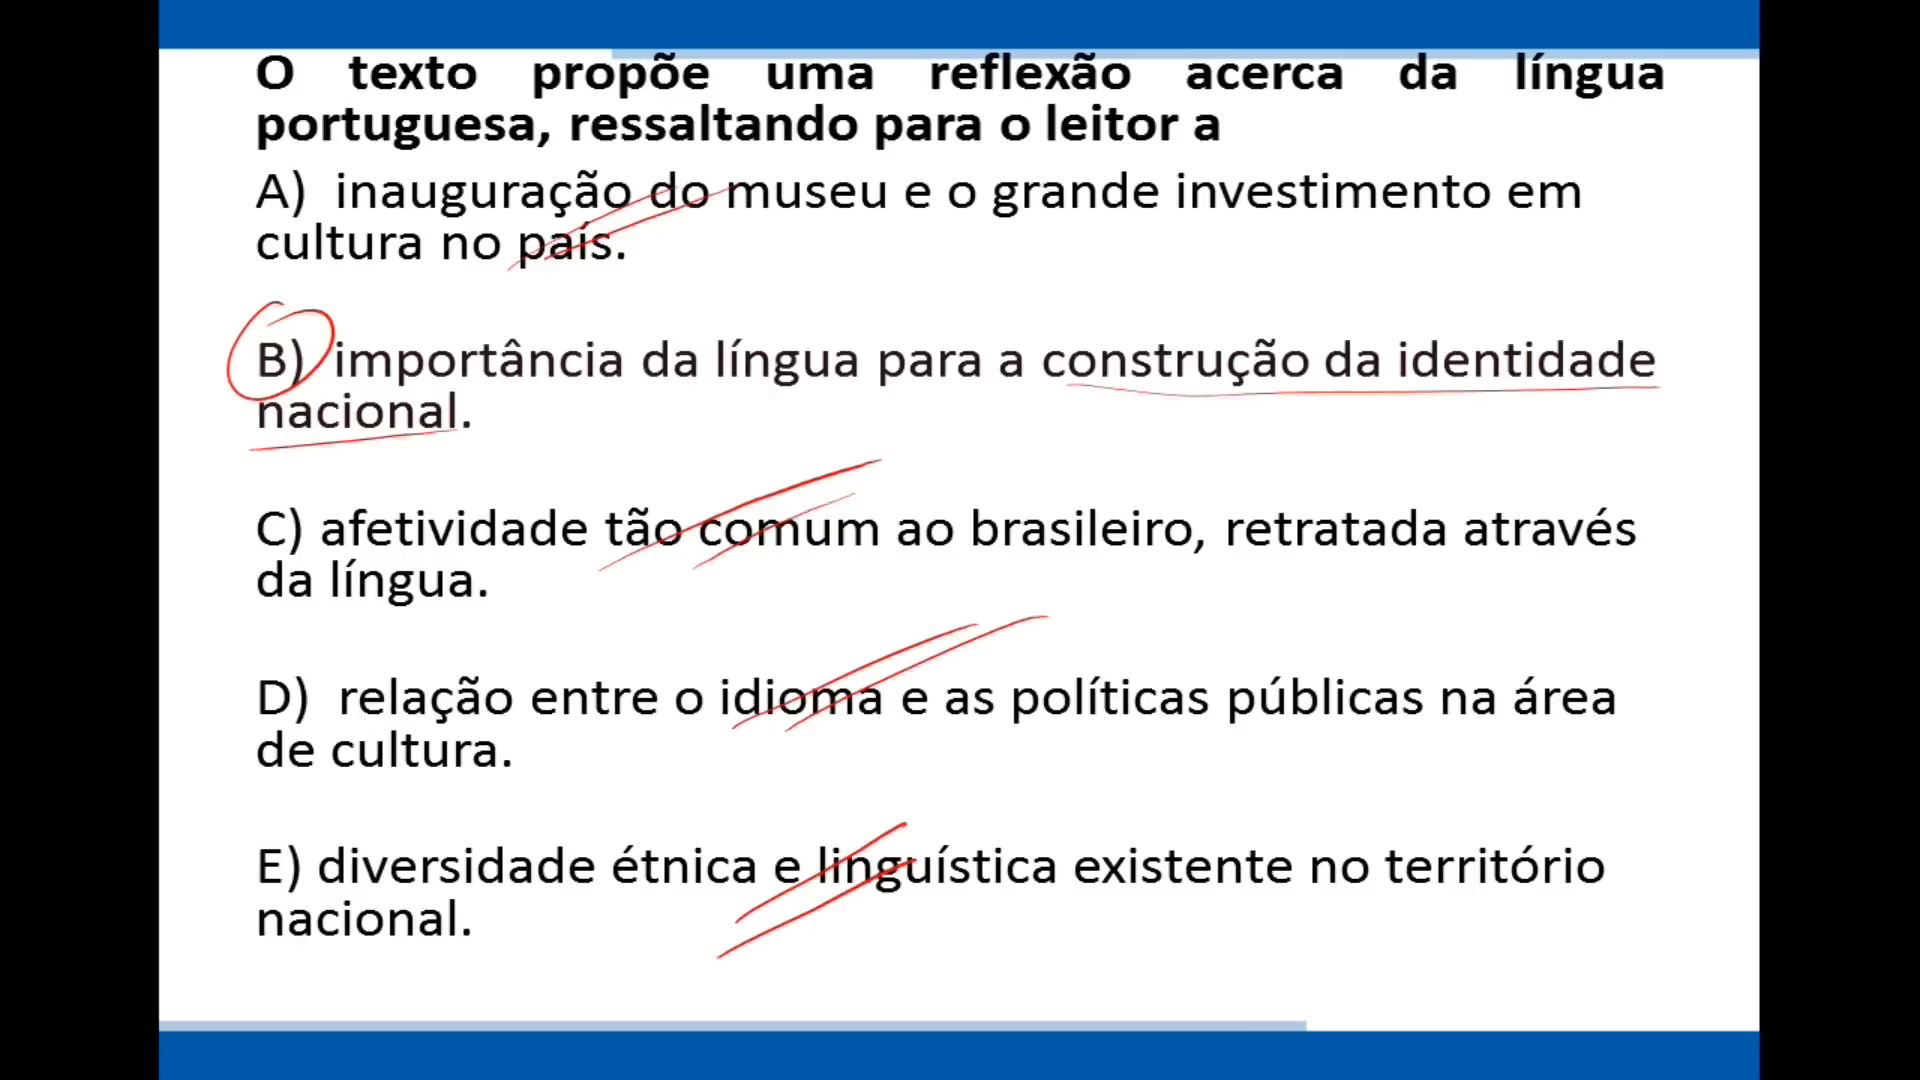 O texto propõe uma reflexão acerca da língua
portuguesa, ressaltando para o leitor a
A) inauguração do museu e o grande investimento em
cultura no país.
B) importância da língua para a construção da identidade
nacional.
C) afetividade tão comum ao brasileiro, retratada através
da língua.
D) relação entre o idioma e as políticas públicas na área
de cultura.
E) diversidade étnica e linguística existente no território
nacional.